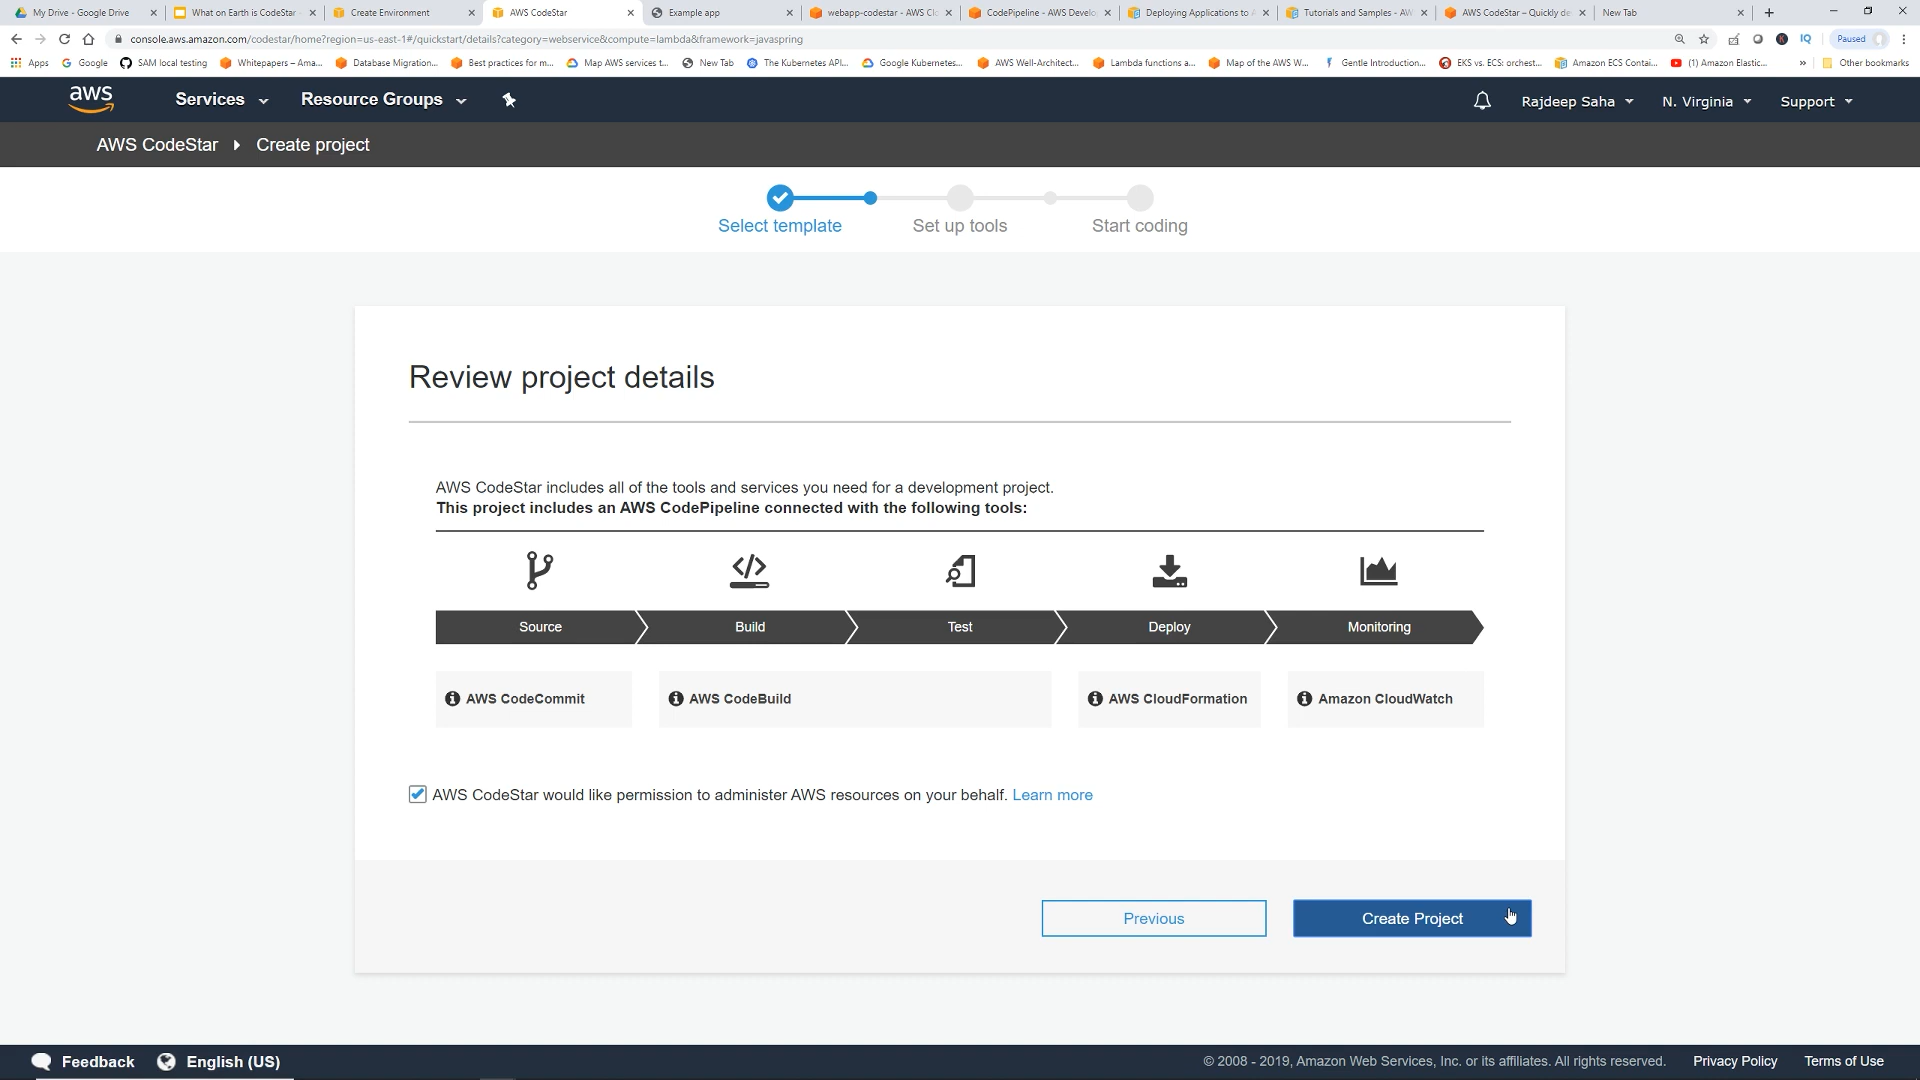 My Drive - Google Drive
What on Earth is CodeStar
Create Environment
AWS CodeStar
Example app
webapp-codestar - AWS Cl
CodePipeline - AWS Develo
Deploying Applications to A
Tutorials and Samples - AW
AWS CodeStar – Quickly de
New Tab
console.aws.amazon.com/codestar/home?region=us-east-1#/quickstart/details?category=webservice&compute=lambda&framework=javaspring
IQ
Paused
Apps
Google
SAM local testing
Whitepapers – Ama...
Database Migration...
Best practices for m...
Map AWS services t...
New Tab
The Kubernetes API...
Google Kubernetes...
AWS Well-Architect...
Lambda functions a...
Map of the AWS W...
Gentle Introduction...
EKS vs. ECS: orchest...
Amazon ECS Contai...
(1) Amazon Elastic...
»
Other bookmarks
aws
Services
Resource Groups
Rajdeep Saha
N. Virginia
Support
AWS CodeStar
Create project
Select template
Set up tools
Start coding
Review project details
AWS CodeStar includes all of the tools and services you need for a development project.
This project includes an AWS CodePipeline connected with the following tools:
Source
Build
Test
Deploy
Monitoring
AWS CodeCommit
AWS CodeBuild
AWS CloudFormation
Amazon CloudWatch
AWS CodeStar would like permission to administer AWS resources on your behalf. Learn more
Previous
Create Project
Feedback
English (US)
© 2008 - 2019, Amazon Web Services, Inc. or its affiliates. All rights reserved.
Privacy Policy
Terms of Use